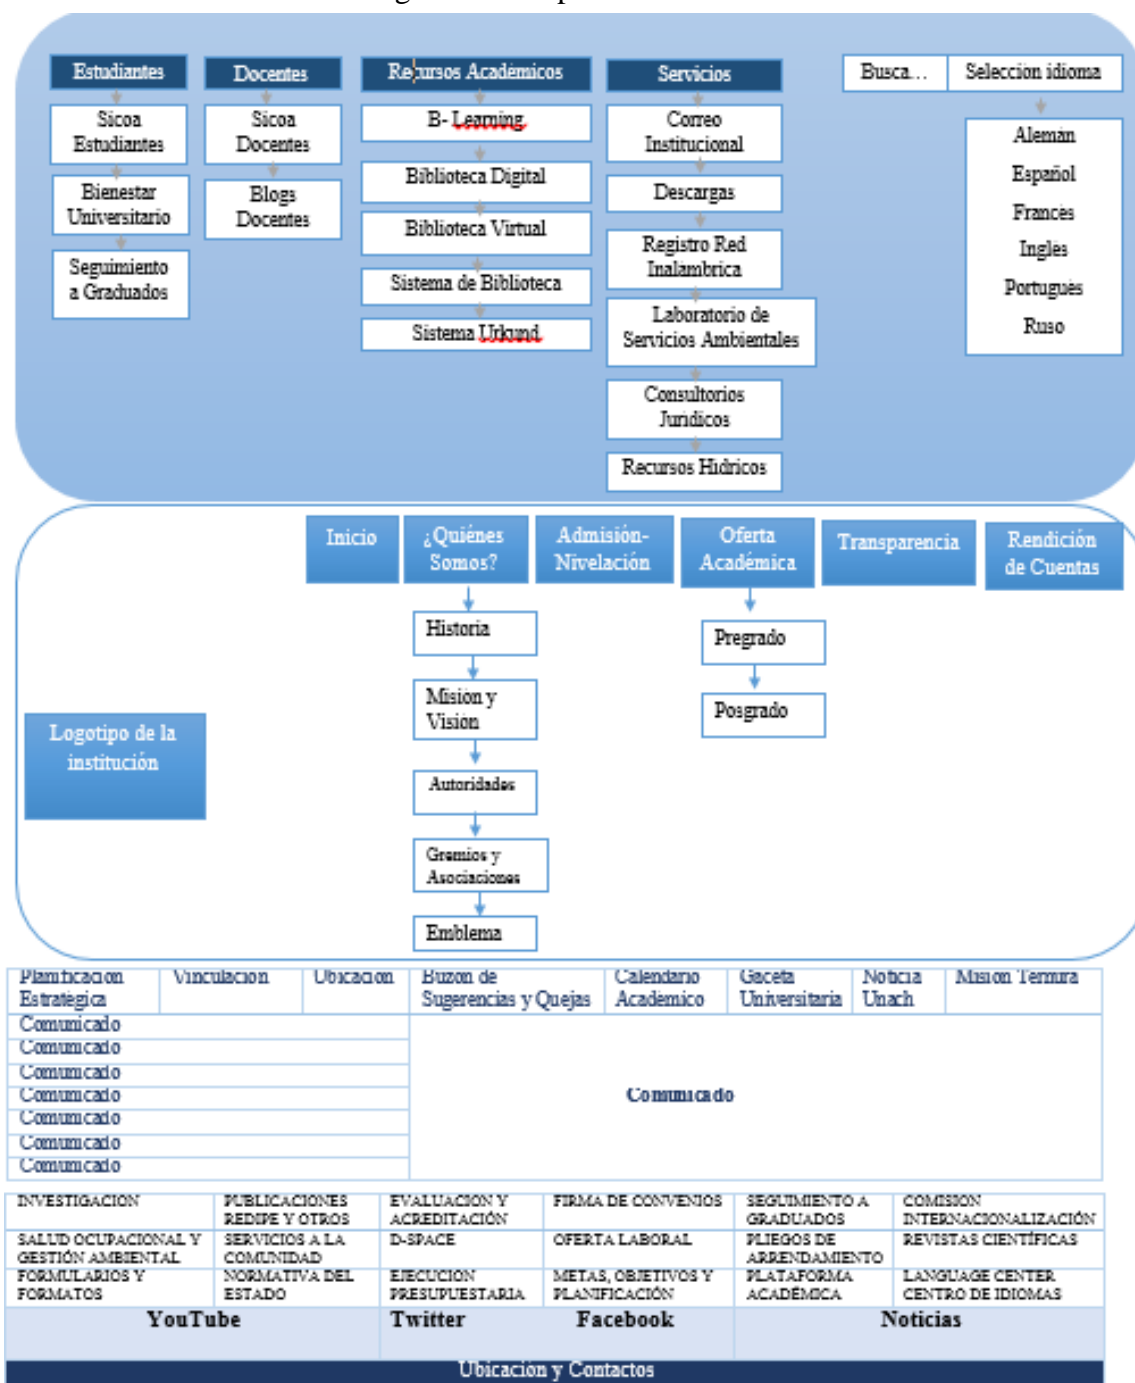 Estudiantes
Sicoa
Estudiantes
Bienestar
Universitario
Seguimiento
a Graduados
Docentes
Sicoa
Docentes
Blogs
Docentes
Recursos Académicos
B- Learning
Biblioteca Digital
Biblioteca Virtual
Sistema de Biblioteca
Sistema Urkund
Servicios
Correo
Institucional
Descargas
Registro Red
Inalámbrica
Laboratorio de
Servicios Ambientales
Consultorios
Jurídicos
Recursos Hídricos
Busca...
Selección idioma
Alemán
Español
Francés
Inglés
Portugués
Ruso
Logotipo de la
institución
Inicio
¿Quiénes
Somos?
Historia
Misión y
Visión
Autoridades
Gremios y
Asociaciones
Emblema
Admisión-
Nivelación
Oferta
Académica
Pregrado
Posgrado
Transparencia
Rendición
de Cuentas
Planificación
Estratégica
Vinculación
Ubicación
Buzón de
Sugerencias y Quejas
Calendario
Académico
Gaceta
Universitaria
Noticia
Unach
Misión Ternura
Comunicado
Comunicado
Comunicado
Comunicado
Comunicado
Comunicado
Comunicado
Comunicado
INVESTIGACIÓN
PUBLICACIONES
REDIPE Y OTROS
EVALUACIÓN Y
ACREDITACIÓN
FIRMA DE CONVENIOS
SEGUIMIENTO A
GRADUADOS
COMISIÓN
INTERNACIONALIZACIÓN
SALUD OCUPACIONAL Y
GESTIÓN AMBIENTAL
SERVICIOS A LA
COMUNIDAD
D-SPACE
OFERTA LABORAL
PLIEGOS DE
ARRENDAMIENTO
REVISTAS CIENTÍFICAS
FORMULARIOS Y
FORMATOS
NORMATIVA DEL
ESTADO
EJECUCIÓN
PRESUPUESTARIA
METAS, OBJETIVOS Y
PLANIFICACIÓN
PLATAFORMA
ACADÉMICA
LANGUAGE CENTER
CENTRO DE IDIOMAS
YouTube
Twitter
Facebook
Noticias
Ubicación y Contactos